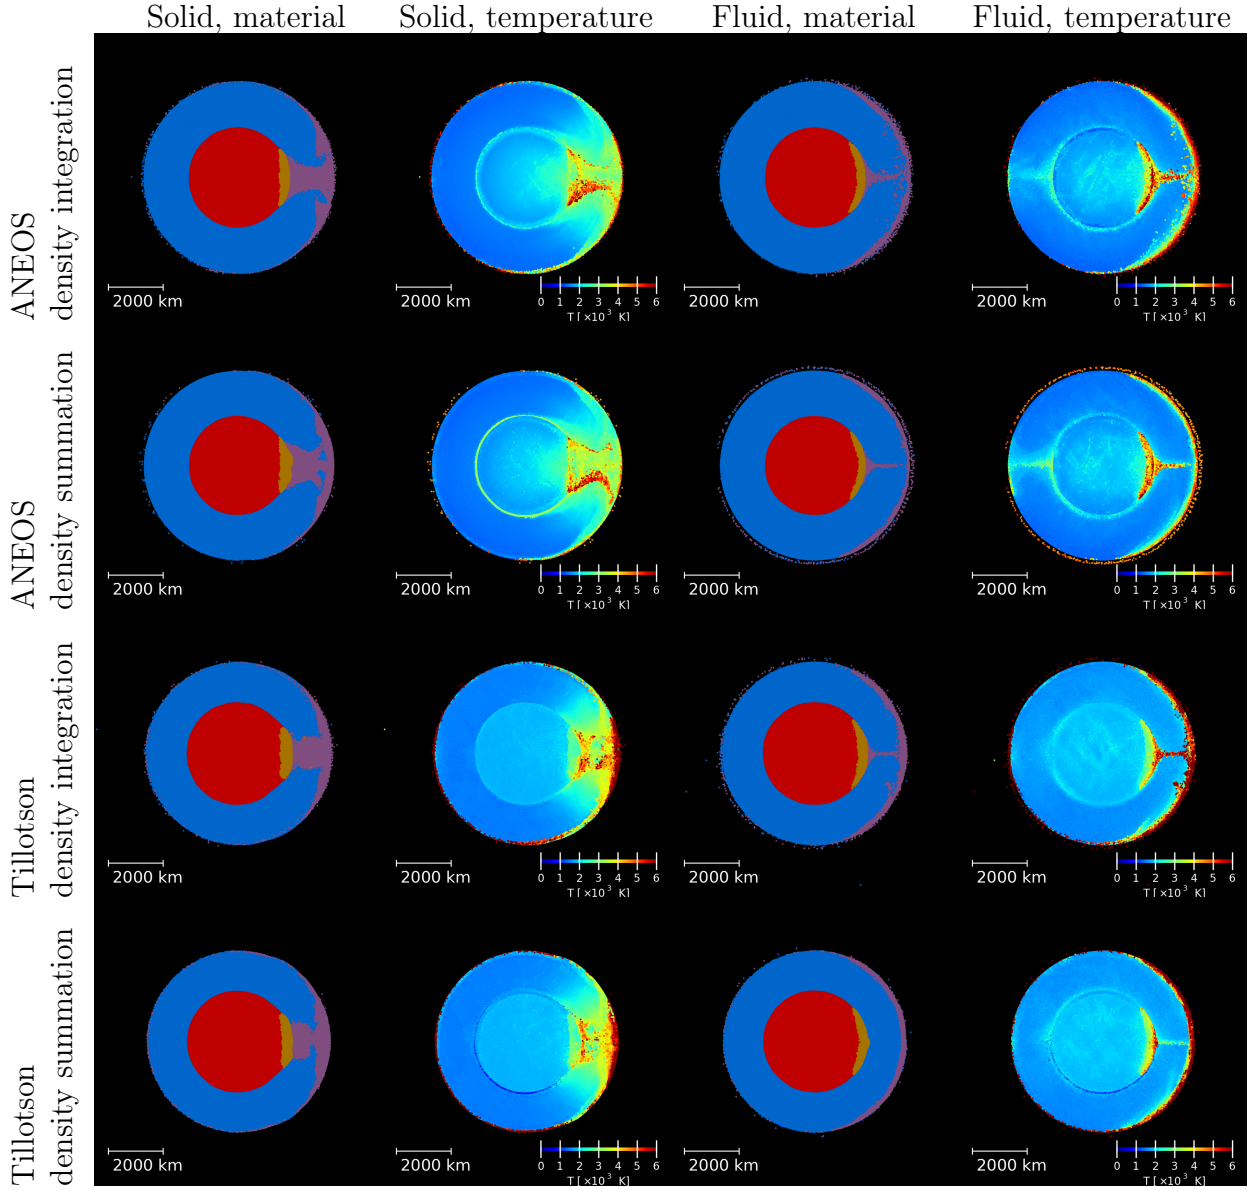 Solid, material
Solid, temperature
Fluid, material
Fluid, temperature
ANEOS
density integration
2000 km
2000 km
0 1 2 3 4 5 6
T [×10³ K]
2000 km
2000 km
0 1 2 3 4 5 6
T [×10³ K]
ANEOS
density summation
2000 km
2000 km
0 1 2 3 4 5 6
T [×10³ K]
2000 km
2000 km
0 1 2 3 4 5 6
T [×10³ K]
Tillotson
density integration
2000 km
2000 km
0 1 2 3 4 5 6
T [×10³ K]
2000 km
2000 km
0 1 2 3 4 5 6
T [×10³ K]
Tillotson
density summation
2000 km
2000 km
0 1 2 3 4 5 6
T [×10³ K]
2000 km
2000 km
0 1 2 3 4 5 6
T [×10³ K]